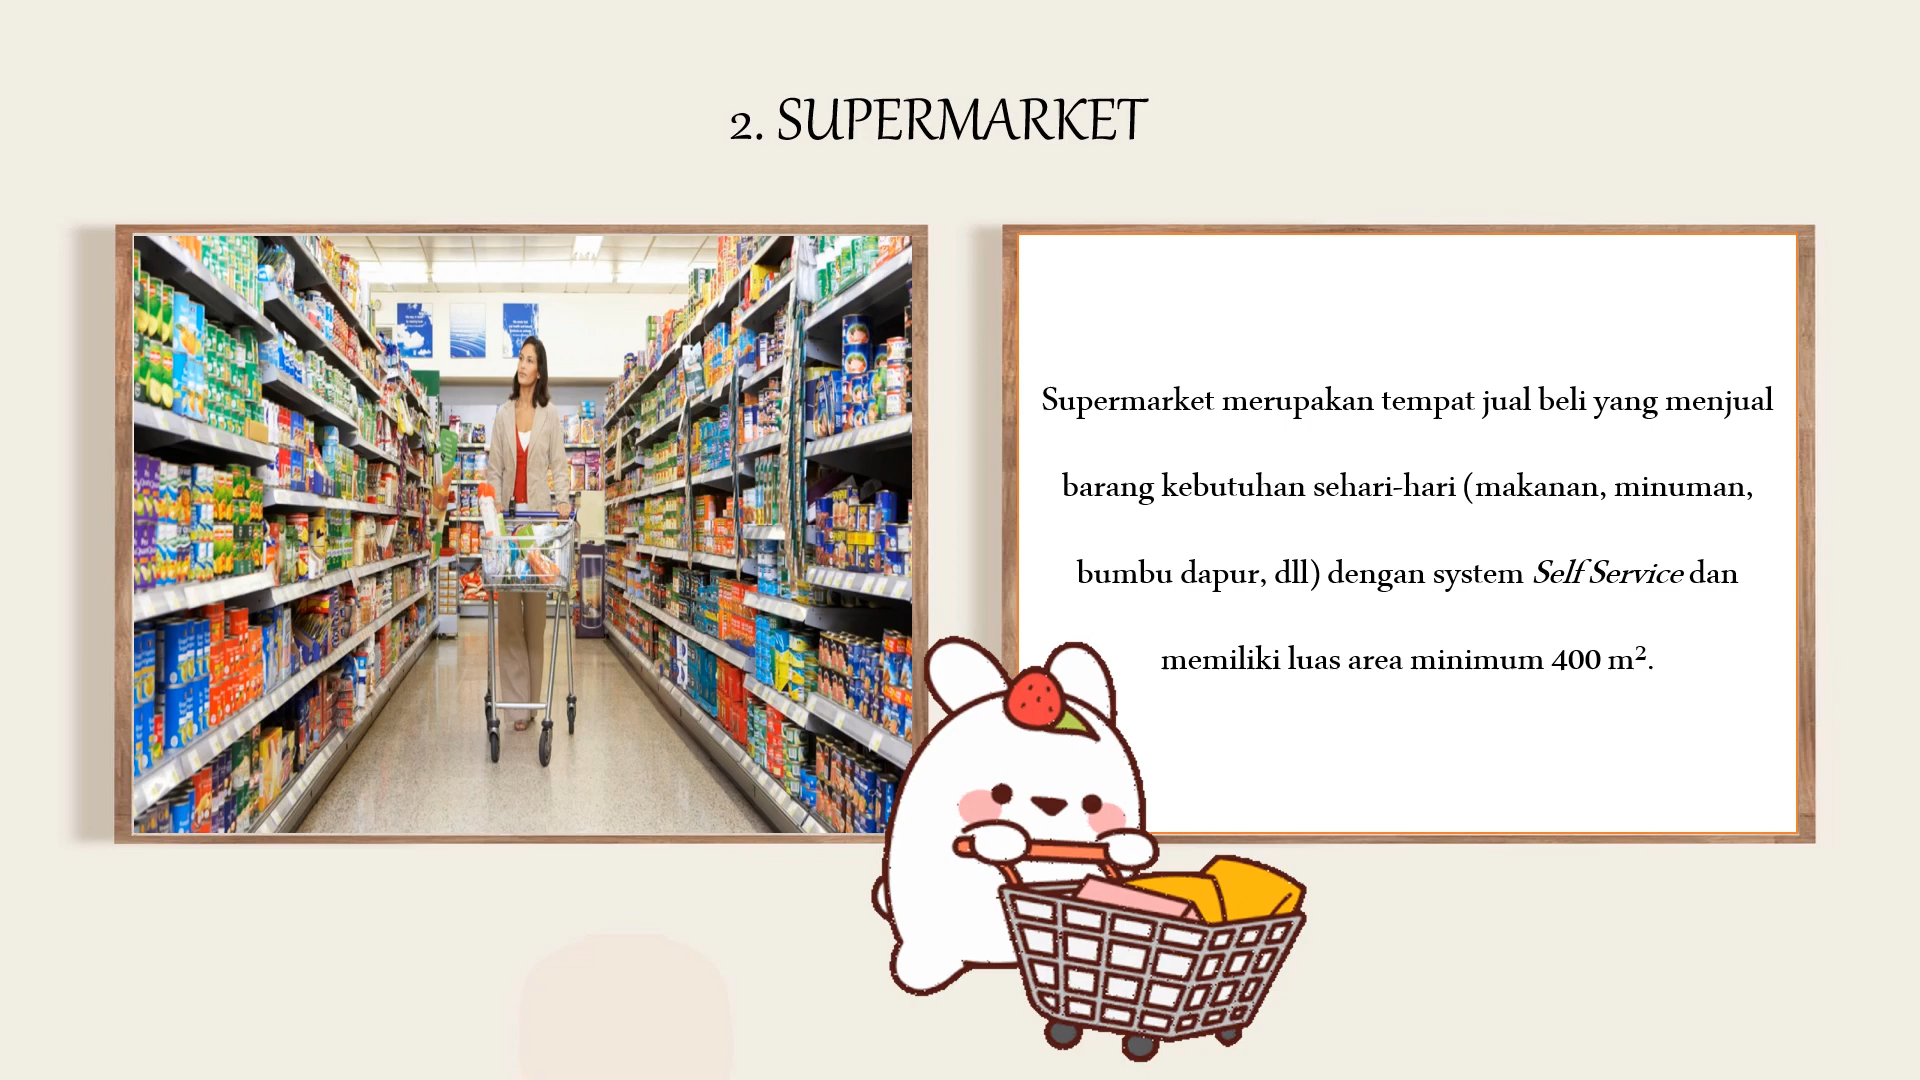 2. SUPERMARKET
Supermarket merupakan tempat jual beli yang menjual
barang kebutuhan sehari-hari (makanan, minuman,
bumbu dapur, dll) dengan system Self Service dan
memiliki luas area minimum 400 m².